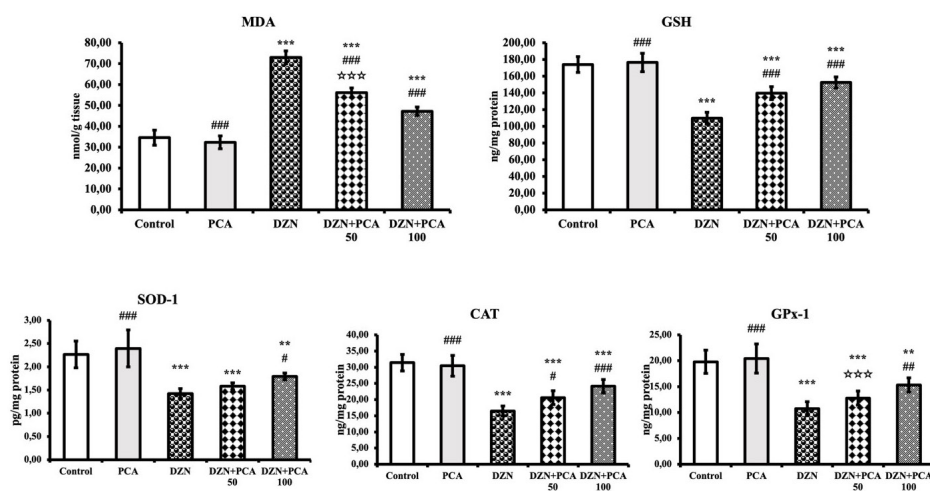 MDA
nmol/g tissue
80,00
70,00
60,00
50,00
40,00
30,00
20,00
10,00
0,00
###
***
***
###
☆☆☆
***
###
Control
PCA
DZN
DZN+PCA
50
DZN+PCA
100
GSH
ng/mg protein
200,00
180,00
160,00
140,00
120,00
100,00
80,00
60,00
40,00
20,00
0,00
###
***
***
###
***
###
Control
PCA
DZN
DZN+PCA
50
DZN+PCA
100
SOD-1
pg/mg protein
3,00
2,50
2,00
1,50
1,00
0,50
0,00
###
***
***
**
#
Control
PCA
DZN
DZN+PCA
50
DZN+PCA
100
CAT
ng/mg protein
40,00
35,00
30,00
25,00
20,00
15,00
10,00
5,00
0,00
###
***
***
#
***
###
Control
PCA
DZN
DZN+PCA
50
DZN+PCA
100
GPx-1
ng/mg protein
25,00
20,00
15,00
10,00
5,00
0,00
###
***
***
☆☆☆
**
##
Control
PCA
DZN
DZN+PCA
50
DZN+PCA
100